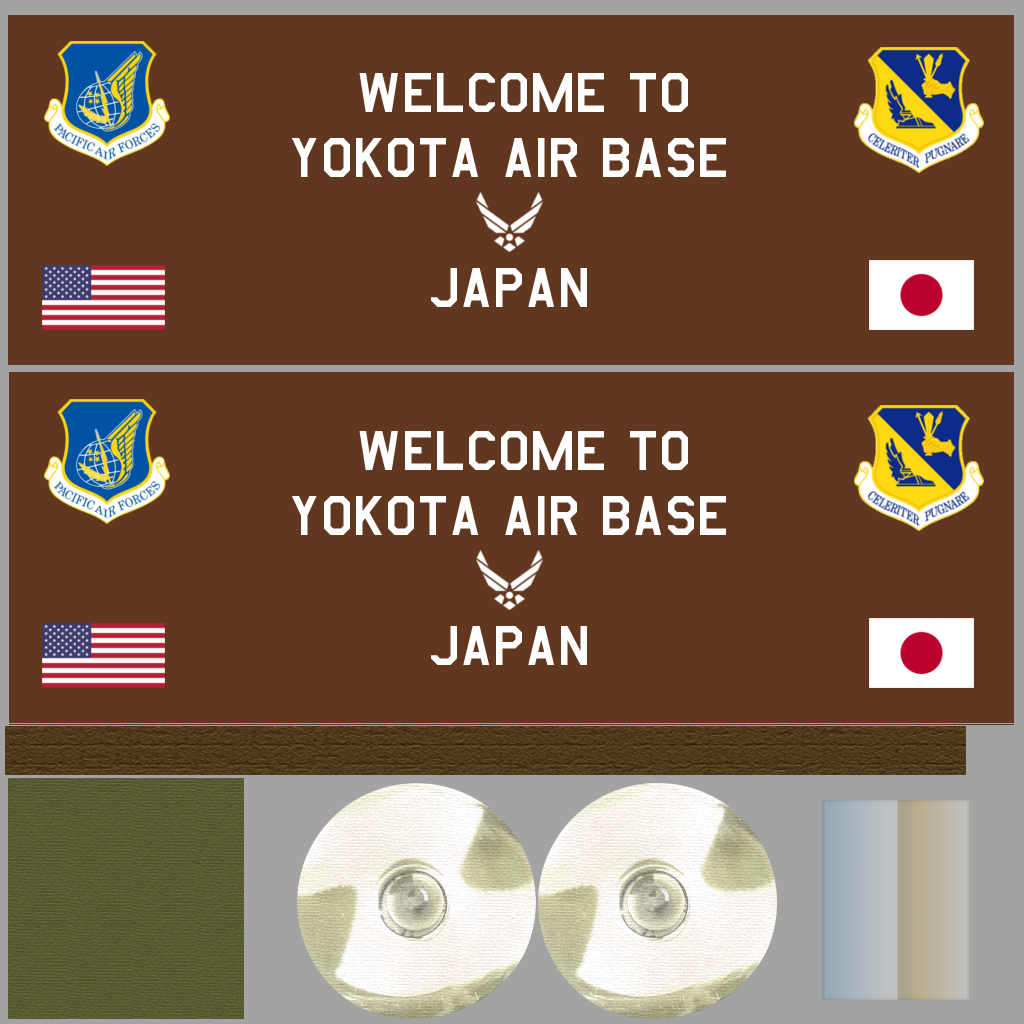 WELCOME TO
YOKOTA AIR BASE
JAPAN
PACIFIC AIR FORCES
CELERITER PUGNARE
WELCOME TO
YOKOTA AIR BASE
JAPAN
PACIFIC AIR FORCES
CELERITER PUGNARE